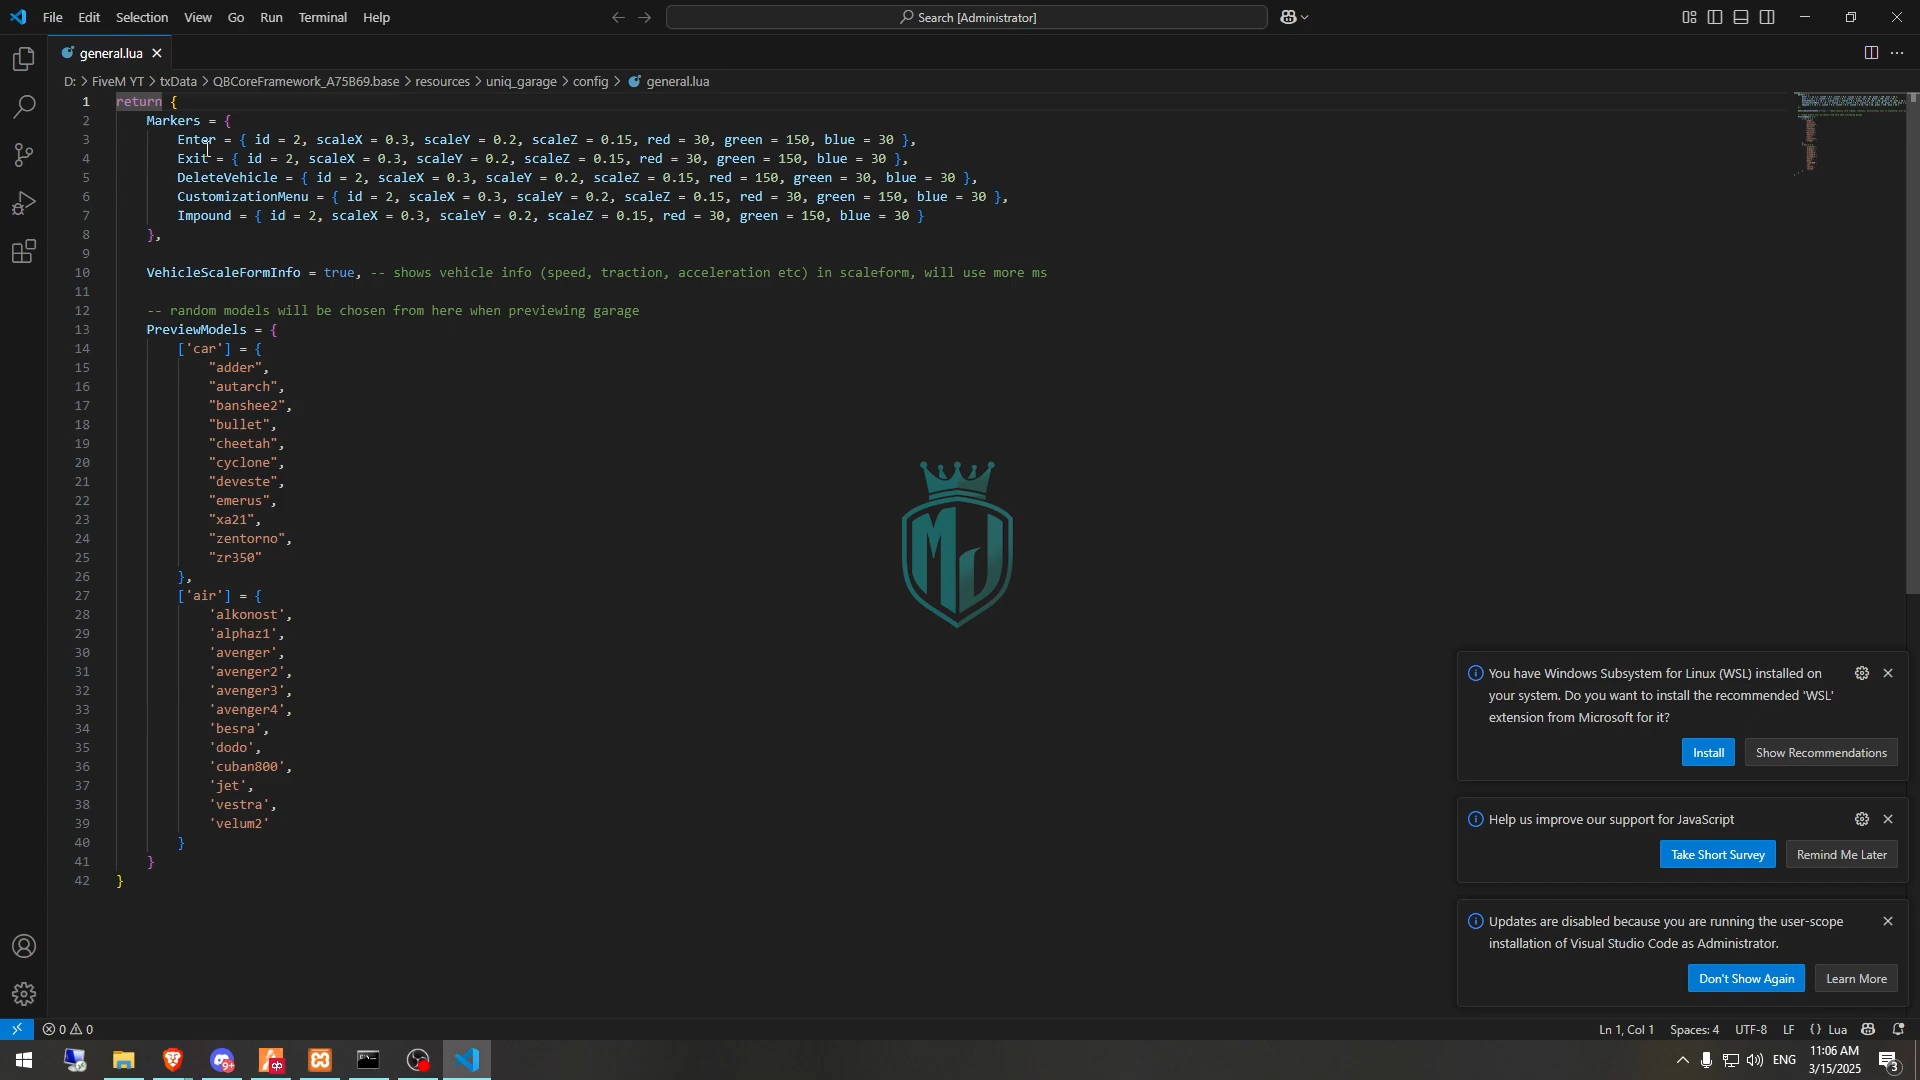 File Edit Selection View Go Run Terminal Help
Search [Administrator]
general.lua
D: > FiveM YT > txData > QBCoreFramework_A75B69.base > resources > uniq_garage > config > general.lua
1 return {
2 Markers = {
3 Enter = { id = 2, scaleX = 0.3, scaleY = 0.2, scaleZ = 0.15, red = 30, green = 150, blue = 30 },
4 Exit = { id = 2, scaleX = 0.3, scaleY = 0.2, scaleZ = 0.15, red = 30, green = 150, blue = 30 },
5 DeleteVehicle = { id = 2, scaleX = 0.3, scaleY = 0.2, scaleZ = 0.15, red = 150, green = 30, blue = 30 },
6 CustomizationMenu = { id = 2, scaleX = 0.3, scaleY = 0.2, scaleZ = 0.15, red = 30, green = 150, blue = 30 },
7 Impound = { id = 2, scaleX = 0.3, scaleY = 0.2, scaleZ = 0.15, red = 30, green = 150, blue = 30 }
8 },
9
10 VehicleScaleFormInfo = true, -- shows vehicle info (speed, traction, acceleration etc) in scaleform, will use more ms
11
12 -- random models will be chosen from here when previewing garage
13 PreviewModels = {
14 ['car'] = {
15 "adder",
16 "autarch",
17 "banshee2",
18 "bullet",
19 "cheetah",
20 "cyclone",
21 "deveste",
22 "emerus",
23 "xa21",
24 "zentorno",
25 "zr350"
26 },
27 ['air'] = {
28 'alkonost',
29 'alphaz1',
30 'avenger',
31 'avenger2',
32 'avenger3',
33 'avenger4',
34 'besra',
35 'dodo',
36 'cuban800',
37 'jet',
38 'vestra',
39 'velum2'
40 }
41 }
42 }
MJ
You have Windows Subsystem for Linux (WSL) installed on
your system. Do you want to install the recommended 'WSL'
extension from Microsoft for it?
Install Show Recommendations
Help us improve our support for JavaScript
Take Short Survey Remind Me Later
Updates are disabled because you are running the user-scope
installation of Visual Studio Code as Administrator.
Don't Show Again Learn More
0 0 Ln 1, Col 1 Spaces: 4 UTF-8 LF {} Lua
9+ qb ENG 11:06 AM
3/15/2025 3